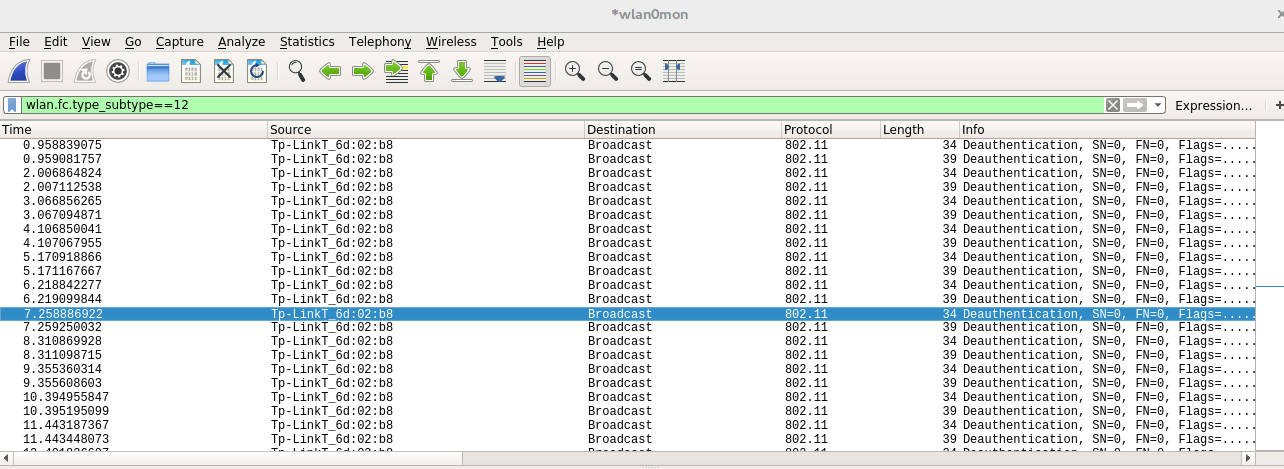 *wlan0mon
File Edit View Go Capture Analyze Statistics Telephony Wireless Tools Help
wlan.fc.type_subtype==12 Expression... +
Time Source Destination Protocol Length Info
0.958839075 Tp-LinkT_6d:02:b8 Broadcast 802.11 34 Deauthentication, SN=0, FN=0, Flags=.....
0.959081757 Tp-LinkT_6d:02:b8 Broadcast 802.11 39 Deauthentication, SN=0, FN=0, Flags=.....
2.006864824 Tp-LinkT_6d:02:b8 Broadcast 802.11 34 Deauthentication, SN=0, FN=0, Flags=.....
2.007112538 Tp-LinkT_6d:02:b8 Broadcast 802.11 39 Deauthentication, SN=0, FN=0, Flags=.....
3.066856265 Tp-LinkT_6d:02:b8 Broadcast 802.11 34 Deauthentication, SN=0, FN=0, Flags=.....
3.067094871 Tp-LinkT_6d:02:b8 Broadcast 802.11 39 Deauthentication, SN=0, FN=0, Flags=.....
4.106850041 Tp-LinkT_6d:02:b8 Broadcast 802.11 34 Deauthentication, SN=0, FN=0, Flags=.....
4.107067955 Tp-LinkT_6d:02:b8 Broadcast 802.11 39 Deauthentication, SN=0, FN=0, Flags=.....
5.170918866 Tp-LinkT_6d:02:b8 Broadcast 802.11 34 Deauthentication, SN=0, FN=0, Flags=.....
5.171167667 Tp-LinkT_6d:02:b8 Broadcast 802.11 39 Deauthentication, SN=0, FN=0, Flags=.....
6.218842277 Tp-LinkT_6d:02:b8 Broadcast 802.11 34 Deauthentication, SN=0, FN=0, Flags=.....
6.219099844 Tp-LinkT_6d:02:b8 Broadcast 802.11 39 Deauthentication, SN=0, FN=0, Flags=.....
7.258886922 Tp-LinkT_6d:02:b8 Broadcast 802.11 34 Deauthentication, SN=0, FN=0, Flags=.....
7.259250032 Tp-LinkT_6d:02:b8 Broadcast 802.11 39 Deauthentication, SN=0, FN=0, Flags=.....
8.310869928 Tp-LinkT_6d:02:b8 Broadcast 802.11 34 Deauthentication, SN=0, FN=0, Flags=.....
8.311098715 Tp-LinkT_6d:02:b8 Broadcast 802.11 39 Deauthentication, SN=0, FN=0, Flags=.....
9.355360314 Tp-LinkT_6d:02:b8 Broadcast 802.11 34 Deauthentication, SN=0, FN=0, Flags=.....
9.355608603 Tp-LinkT_6d:02:b8 Broadcast 802.11 39 Deauthentication, SN=0, FN=0, Flags=.....
10.394955847 Tp-LinkT_6d:02:b8 Broadcast 802.11 34 Deauthentication, SN=0, FN=0, Flags=.....
10.395195099 Tp-LinkT_6d:02:b8 Broadcast 802.11 39 Deauthentication, SN=0, FN=0, Flags=.....
11.443187367 Tp-LinkT_6d:02:b8 Broadcast 802.11 34 Deauthentication, SN=0, FN=0, Flags=.....
11.443448073 Tp-LinkT_6d:02:b8 Broadcast 802.11 39 Deauthentication, SN=0, FN=0, Flags=.....